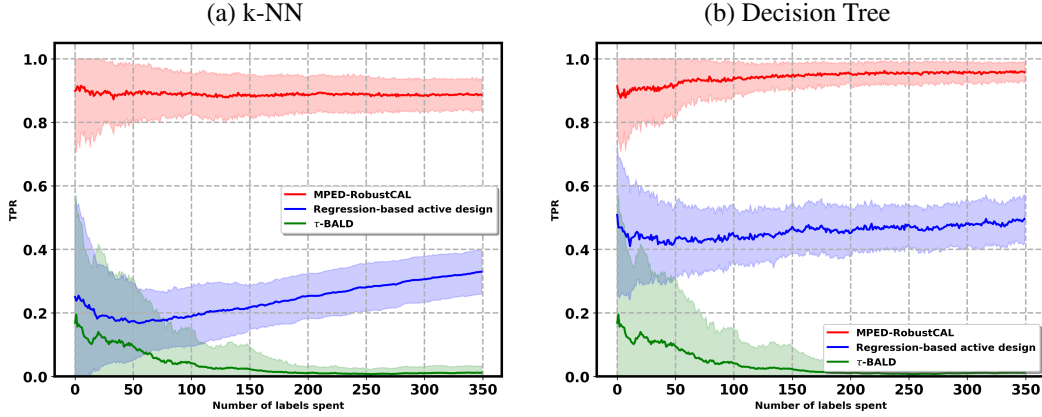 (a) k-NN
1.0
0.8
0.6
0.4
0.2
0.0
TPR
MPED-RobustCAL
Regression-based active design
τ-BALD
0 50 100 150 200 250 300 350
Number of labels spent
(b) Decision Tree
1.0
0.8
0.6
0.4
0.2
0.0
TPR
MPED-RobustCAL
Regression-based active design
τ-BALD
0 50 100 150 200 250 300 350
Number of labels spent